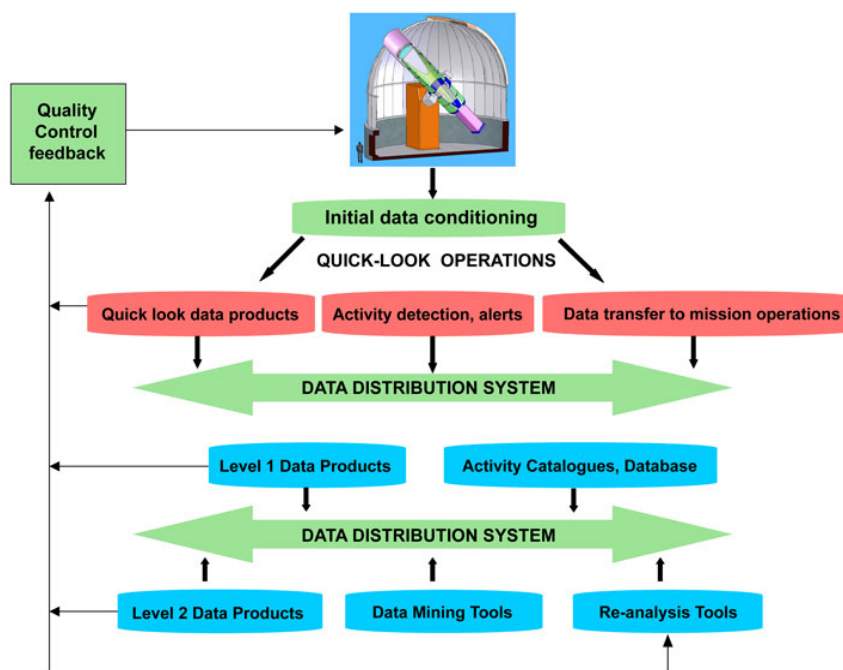 Quality
Control
feedback
Initial data conditioning
QUICK-LOOK OPERATIONS
Quick look data products
Activity detection, alerts
Data transfer to mission operations
DATA DISTRIBUTION SYSTEM
Level 1 Data Products
Activity Catalogues, Database
DATA DISTRIBUTION SYSTEM
Level 2 Data Products
Data Mining Tools
Re-analysis Tools